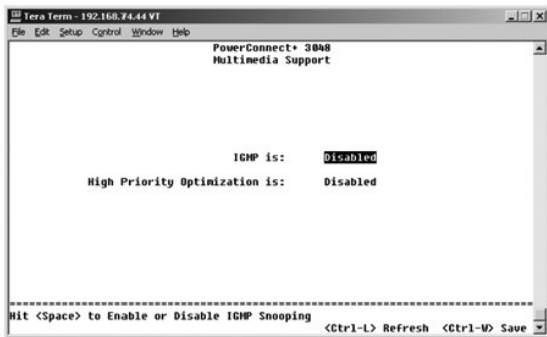 Tera Term - 192.168.74.44 VT
File Edit Setup Control Window Help
PowerConnect+ 3048
Multimedia Support
IGMP is: Disabled
High Priority Optimization is: Disabled
Hit <Space> to Enable or Disable IGMP Snooping
<Ctrl-L> Refresh <Ctrl-W> Save